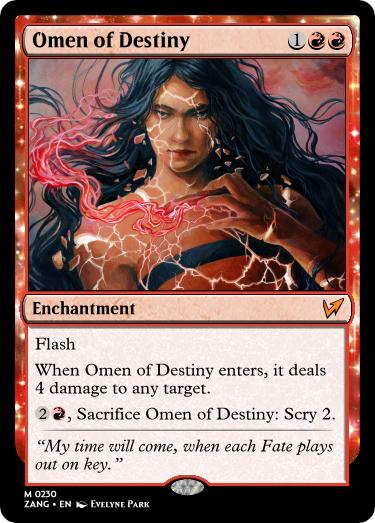 Omen of Destiny 1
Enchantment
Flash
When Omen of Destiny enters, it deals
4 damage to any target.
2, Sacrifice Omen of Destiny: Scry 2.
“My time will come, when each Fate plays
out on key.”
M 0230
ZANG • EN Evelyne Park